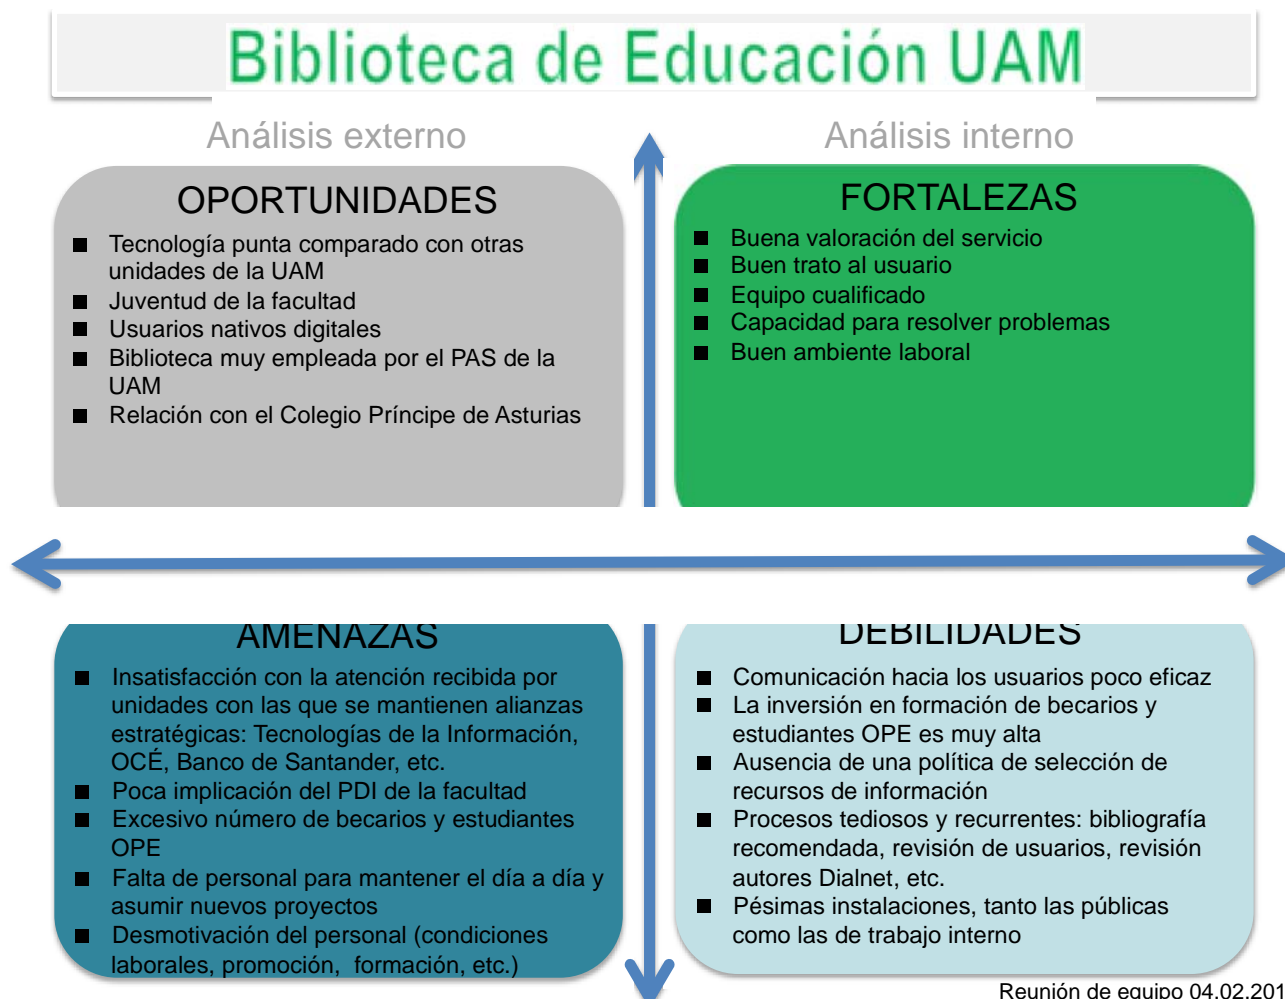 Biblioteca de Educación UAM
Análisis externo
Análisis interno
OPORTUNIDADES
■ Tecnología punta comparado con otras
unidades de la UAM
■ Juventud de la facultad
■ Usuarios nativos digitales
■ Biblioteca muy empleada por el PAS de la
UAM
■ Relación con el Colegio Príncipe de Asturias
FORTALEZAS
■ Buena valoración del servicio
■ Buen trato al usuario
■ Equipo cualificado
■ Capacidad para resolver problemas
■ Buen ambiente laboral
AMENAZAS
■ Insatisfacción con la atención recibida por
unidades con las que se mantienen alianzas
estratégicas: Tecnologías de la Información,
OCÉ, Banco de Santander, etc.
■ Poca implicación del PDI de la facultad
■ Excesivo número de becarios y estudiantes
OPE
■ Falta de personal para mantener el día a día y
asumir nuevos proyectos
■ Desmotivación del personal (condiciones
laborales, promoción, formación, etc.)
DEBILIDADES
■ Comunicación hacia los usuarios poco eficaz
■ La inversión en formación de becarios y
estudiantes OPE es muy alta
■ Ausencia de una política de selección de
recursos de información
■ Procesos tediosos y recurrentes: bibliografía
recomendada, revisión de usuarios, revisión
autores Dialnet, etc.
■ Pésimas instalaciones, tanto las públicas
como las de trabajo interno
Reunión de equipo 04.02.201